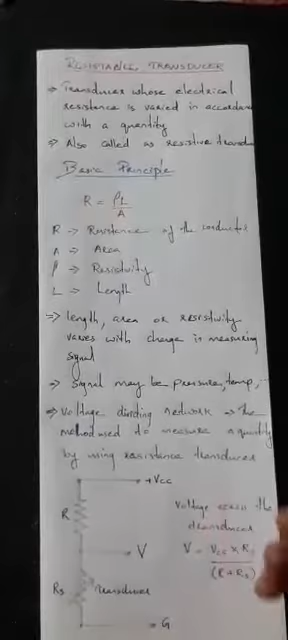 RESISTANCE TRANSDUCER
→ Transducer whose electrical
resistance is varied in accordan
with a quantity
→ Also called as resistive transdu
Basic Principle
R = ρL
A
R → Resistance of the conductor
A → Area
ρ → Resistivity
L → Length
→ length, area or resistivity
varies with change in measuring
signal
→ Signal may be pressure, temp,
→ Voltage dividing network → the
method used to measure a quantity
by using resistance transducer
+Vcc
R
V
Rs
transducer
G
Voltage across the
transducer
V = Vcc × Rs
(R + Rs)